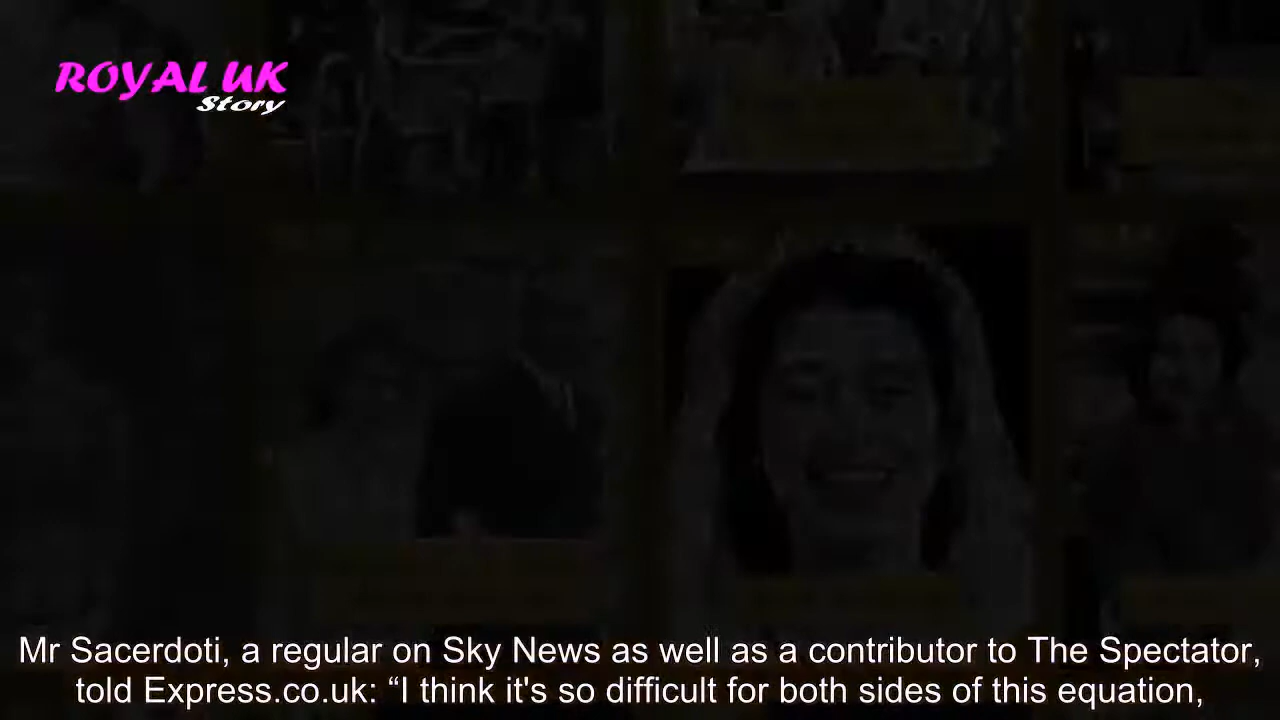 ROYAL UK
Story
Mr Sacerdoti, a regular on Sky News as well as a contributor to The Spectator,
told Express.co.uk: “I think it's so difficult for both sides of this equation,